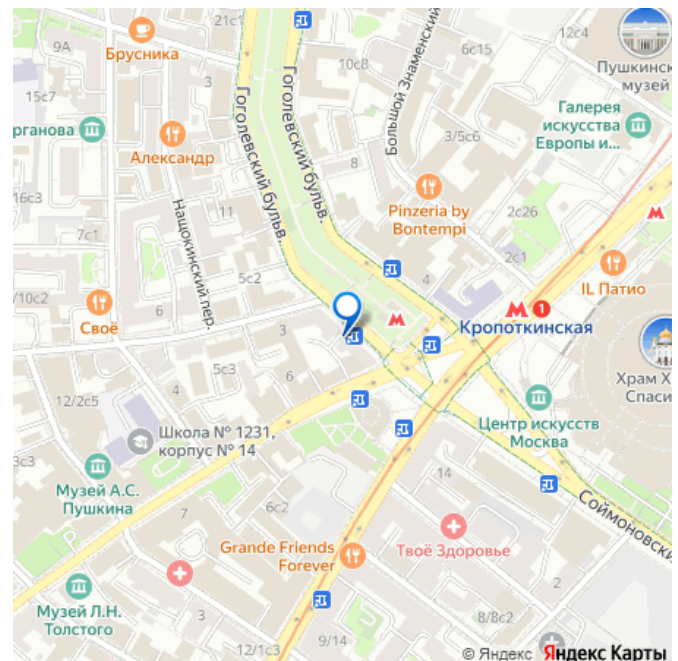 21с1
12с4
9А
Брусника
10с8
6с15
Пушкинск
музей
15с7
Гоголевский бульв.
Гоголевский бульв.
Большой Знаменский
Галерея
искусства
Европы и...
рганова
Александр
8
3/5с6
16с3
11
Pinzeria by
Bontempi
2с26
7с1
Нащокинский пер.
5с2
4
2с1
IL Патио
/10с2
Своё
1
Кропоткинская
3
Храм Х
Спаси
5с3
6
4
12/2с5
Центр искусств
Москва
Школа № 1231,
корпус № 14
3с3
Музей А.С.
Пушкина
14
Соймоновски
7
6с2
Grande Friends
Forever
Твоё Здоровье
3
Музей Л.Н.
Толстого
2
8/8с2
12/1с3
9/14
© Яндекс Яндекс Карты